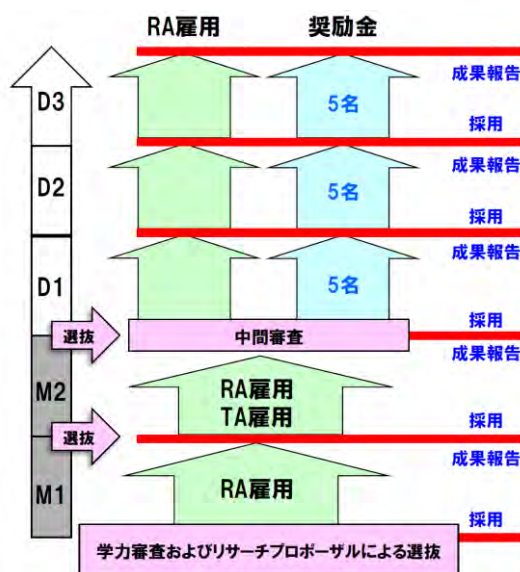 RA雇用
奨励金
成果報告
D3
5名
採用
成果報告
D2
5名
採用
成果報告
D1
5名
採用
選抜
中間審査
成果報告
M2
RA雇用
TA雇用
採用
選抜
成果報告
M1
RA雇用
採用
学力審査およびリサーチプロポーザルによる選抜